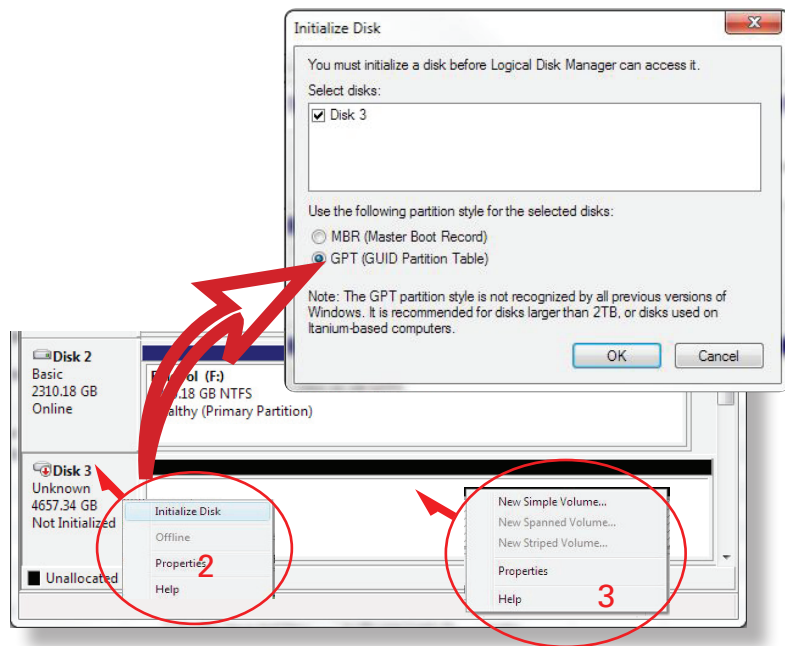 Initialize Disk
You must initialize a disk before Logical Disk Manager can access it.
Select disks:
Disk 3
Use the following partition style for the selected disks:
MBR (Master Boot Record)
GPT (GUID Partition Table)
Note: The GPT partition style is not recognized by all previous versions of
Windows. It is recommended for disks larger than 2TB, or disks used on
Itanium-based computers.
OK Cancel
Disk 2
Basic
2310.18 GB
Online
(F:)
.18 GB NTFS
(Primary Partition)
Disk 3
Unknown
4657.34 GB
Not Initialized
Initialize Disk
Offline
Properties
Help
2
New Simple Volume...
New Spanned Volume...
New Striped Volume...
Properties
Help
3
Unallocated